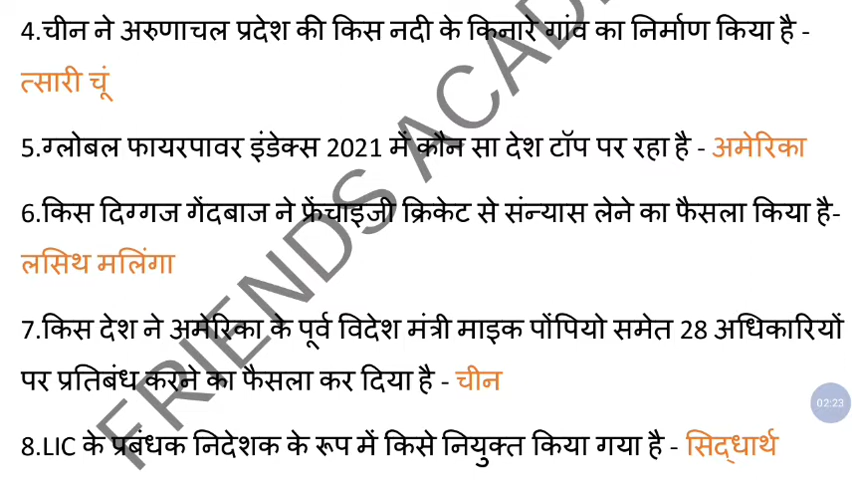 4.चीन ने अरुणाचल प्रदेश की किस नदी के किनारे गांव का निर्माण किया है -
त्सारी चूं
5.ग्लोबल फायरपावर इंडेक्स 2021 में कौन सा देश टॉप पर रहा है - अमेरिका
6.किस दिग्गज गेंदबाज ने फ्रेंचाइजी क्रिकेट से संन्यास लेने का फैसला किया है-
लसिथ मलिंगा
7.किस देश ने अमेरिका के पूर्व विदेश मंत्री माइक पोंपियो समेत 28 अधिकारियों
पर प्रतिबंध करने का फैसला कर दिया है - चीन
02:23
8.LIC के प्रबंधक निदेशक के रूप में किसे नियुक्त किया गया है - सिद्धार्थ
FRIENDS ACAD